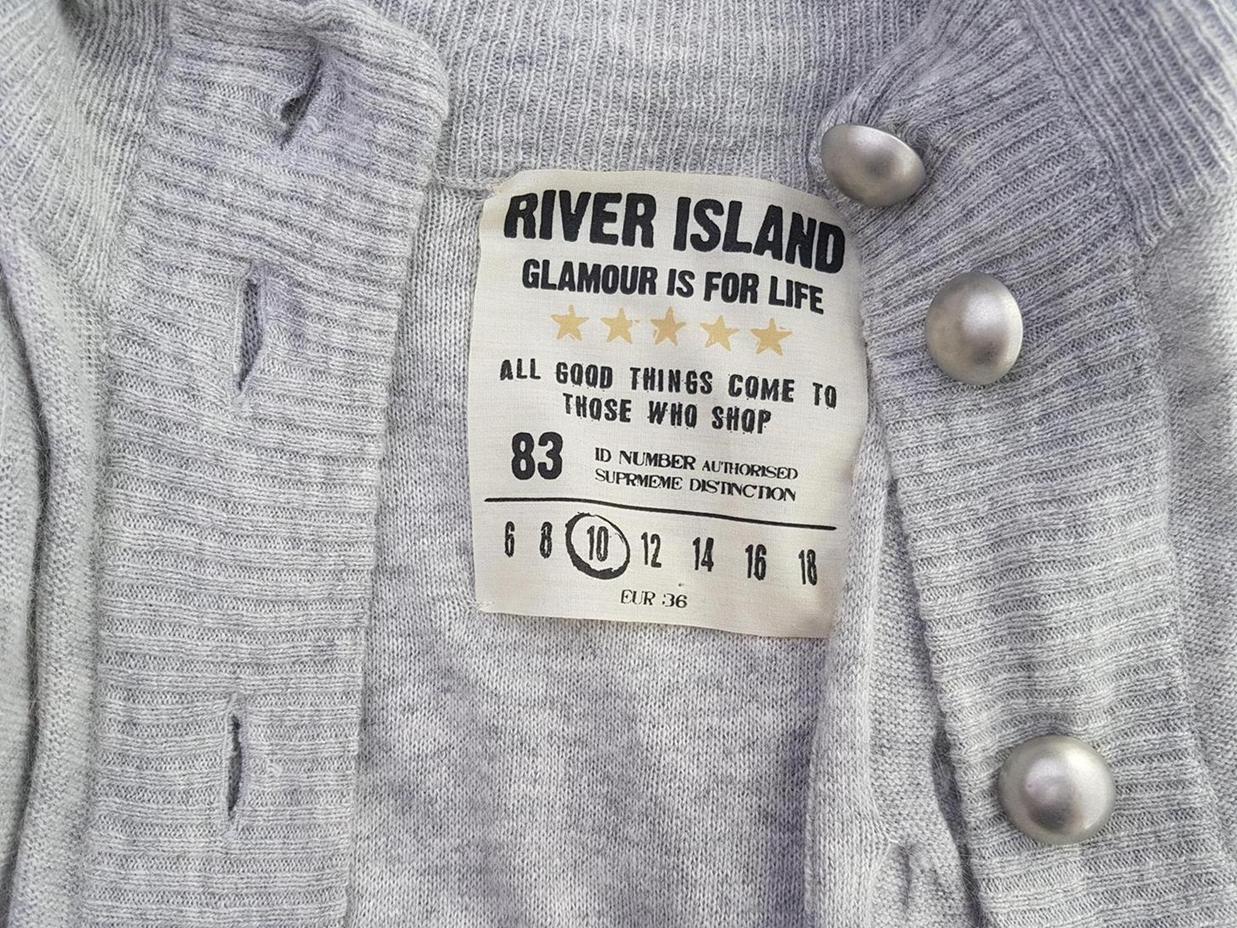 RIVER ISLAND
GLAMOUR IS FOR LIFE
ALL GOOD THINGS COME TO
THOSE WHO SHOP
83 ID NUMBER AUTHORISED
SUPRMEME DISTINCTION
6 8 10 12 14 16 18
EUR 36